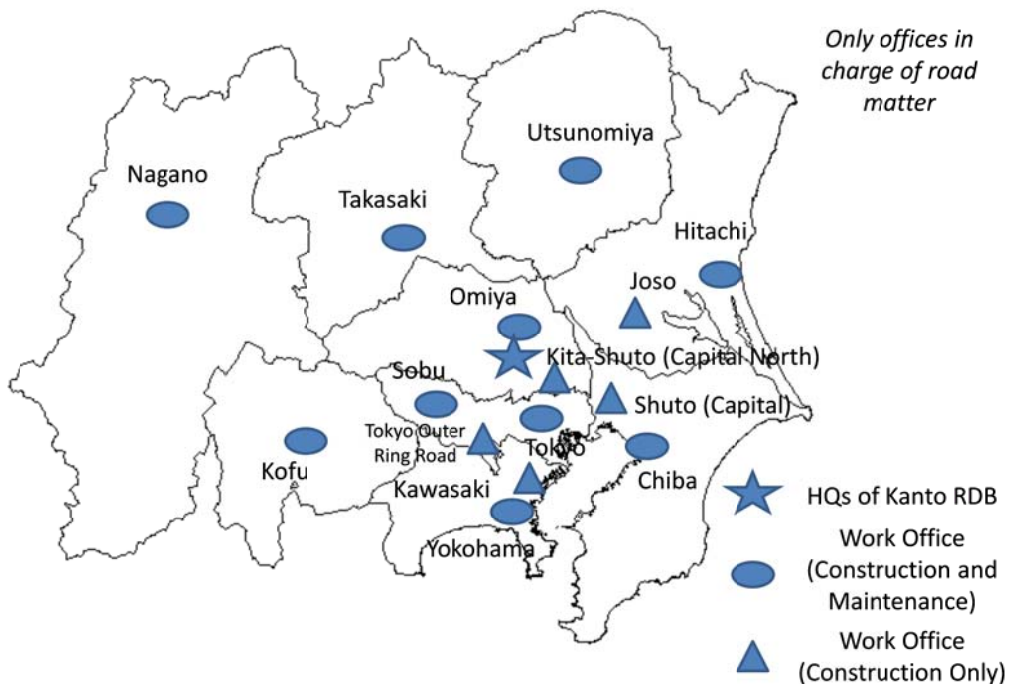 Only offices in
charge of road
matter
Utsunomiya
Nagano
Takasaki
Hitachi
Joso
Omiya
Kita-Shuto (Capital North)
Sobu
Shuto (Capital)
Tokyo Outer
Ring Road
Tokyo
Kofu
Kawasaki
Chiba
Yokohama
HQs of Kanto RDB
Work Office
(Construction and
Maintenance)
Work Office
(Construction Only)